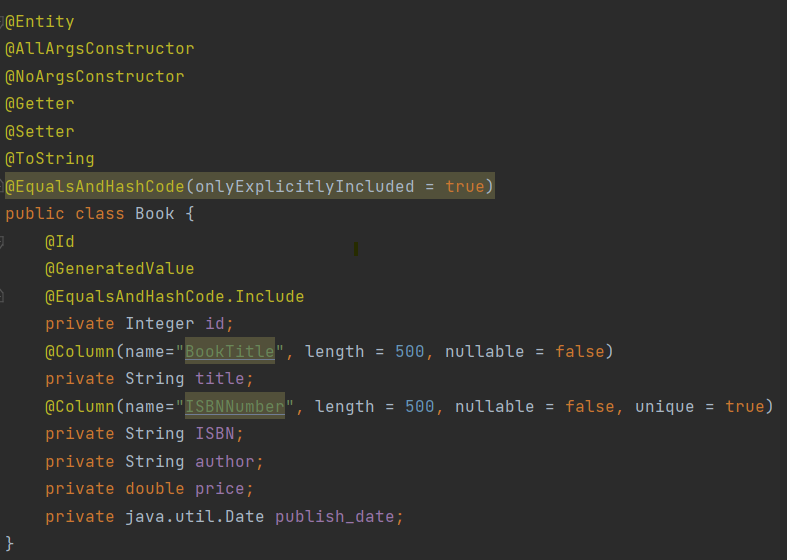 @Entity
@AllArgsConstructor
@NoArgsConstructor
@Getter
@Setter
@ToString
@EqualsAndHashCode(onlyExplicitlyIncluded = true)
public class Book {
@Id
@GeneratedValue
@EqualsAndHashCode.Include
private Integer id;
@Column(name="BookTitle", length = 500, nullable = false)
private String title;
@Column(name="ISBNNumber", length = 500, nullable = false, unique = true)
private String ISBN;
private String author;
private double price;
private java.util.Date publish_date;
}